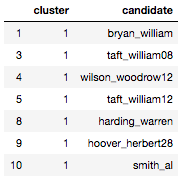 cluster candidate
1 1 bryan_william
3 1 taft_william08
4 1 wilson_woodrow12
5 1 taft_william12
8 1 harding_warren
9 1 hoover_herbert28
10 1 smith_al